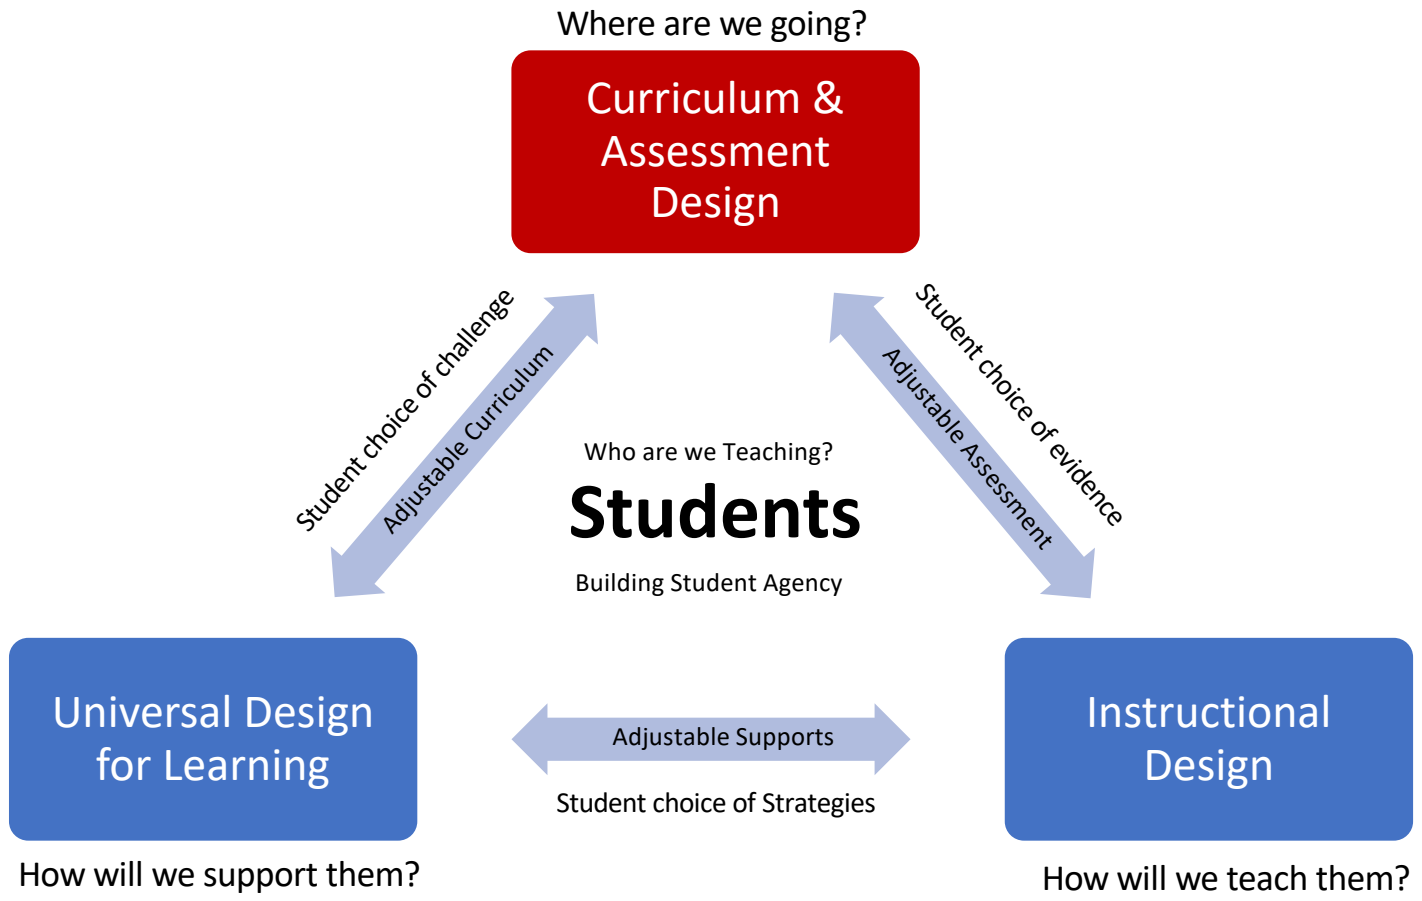 Where are we going?
Curriculum &
Assessment
Design
Student choice of challenge
Adjustable Curriculum
Student choice of evidence
Adjustable Assessment
Who are we Teaching?
Students
Building Student Agency
Universal Design
for Learning
Adjustable Supports
Student choice of Strategies
Instructional
Design
How will we support them?
How will we teach them?